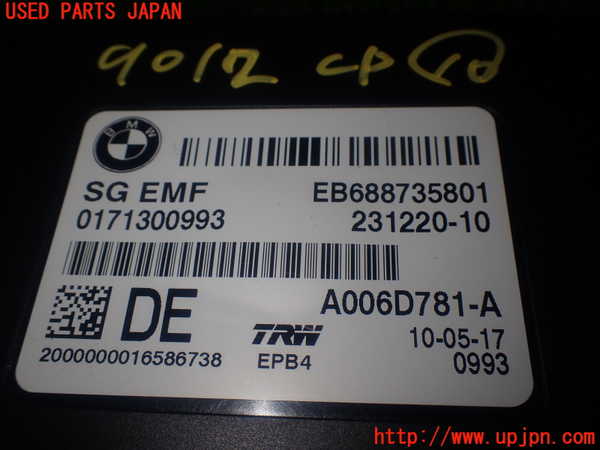 USED PARTS JAPAN
9012 CP
BMW
SG EMF EB688735801
0171300993 231220-10
DE A006D781-A
TRW 10-05-17
2000000016586738 EPB4 0993
http://www.upjpn.com